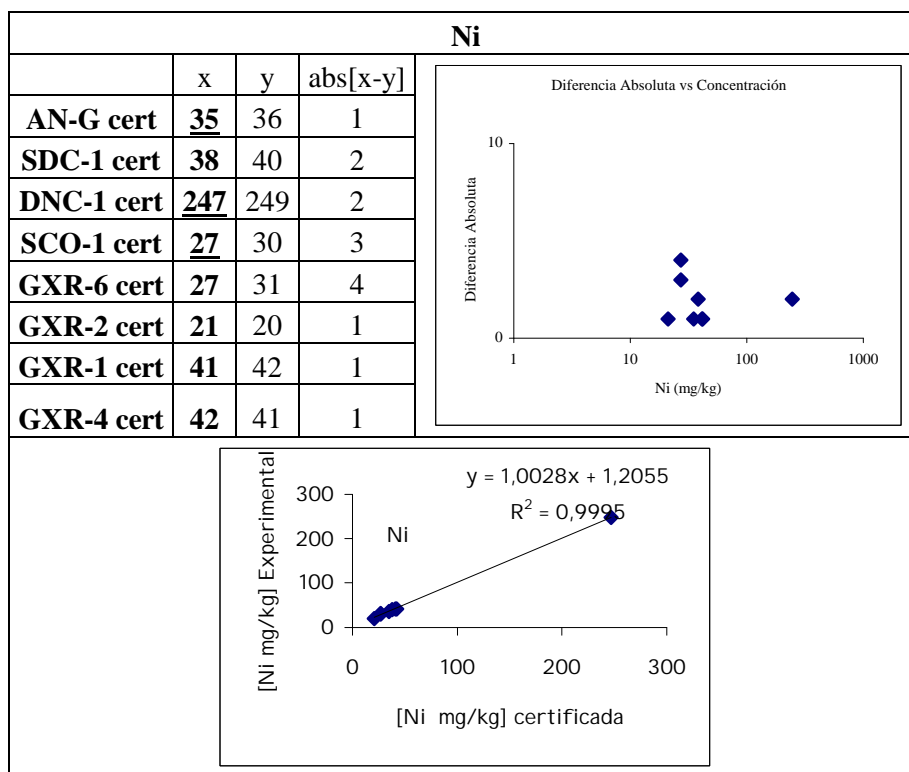 Ni
x y abs[x-y]
AN-G cert 35 36 1
SDC-1 cert 38 40 2
DNC-1 cert 247 249 2
SCO-1 cert 27 30 3
GXR-6 cert 27 31 4
GXR-2 cert 21 20 1
GXR-1 cert 41 42 1
GXR-4 cert 42 41 1
Diferencia Absoluta vs Concentración
Diferencia Absoluta
10
0
1 10 100 1000
Ni (mg/kg)
y = 1,0028x + 1,2055
R² = 0,9995
Ni
[Ni mg/kg] Experimental
300
200
100
0
0 100 200 300
[Ni mg/kg] certificada